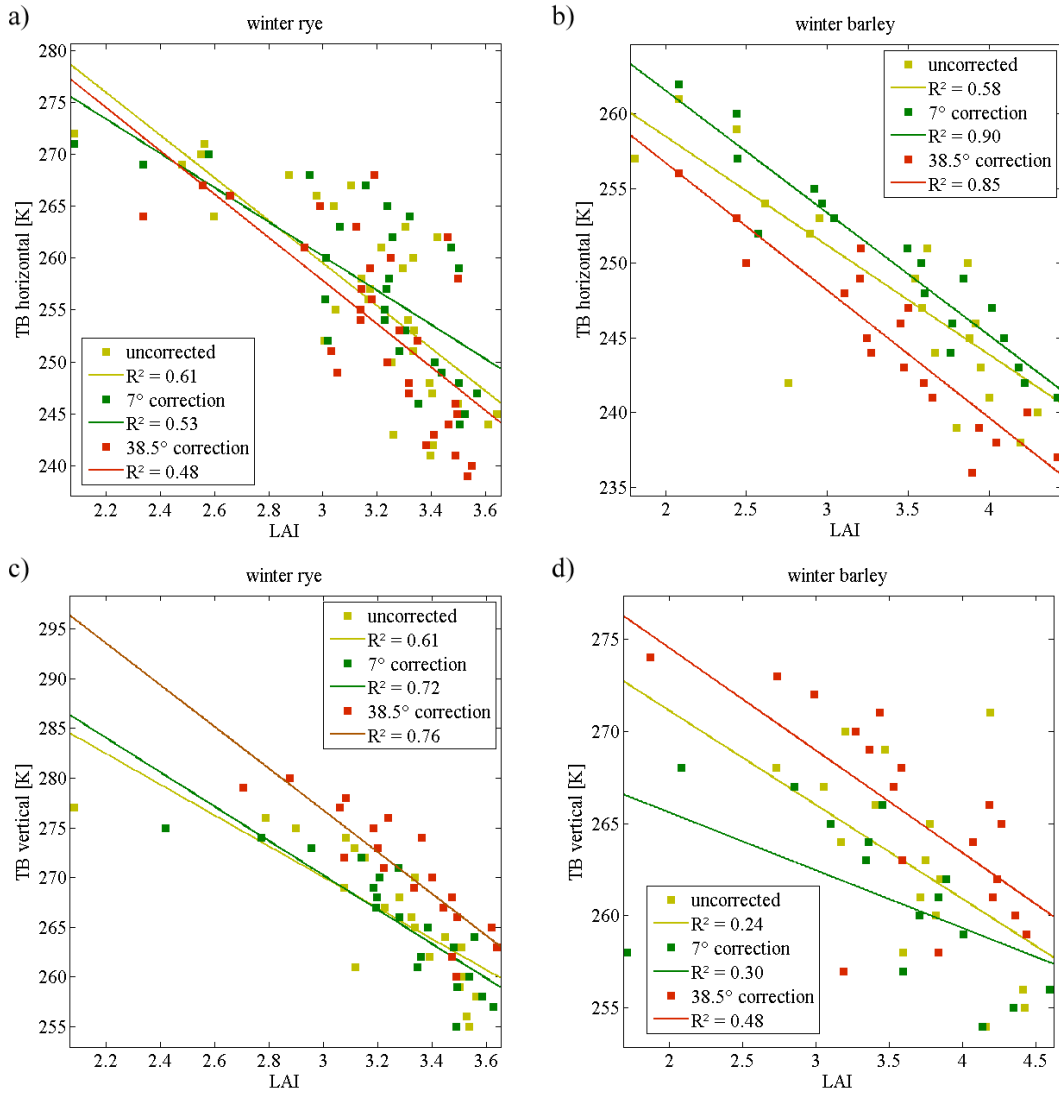 a)
winter rye
TB horizontal [K]
280
275
270
265
260
255
250
245
240
uncorrected
R² = 0.61
7° correction
R² = 0.53
38.5° correction
R² = 0.48
2.2 2.4 2.6 2.8 3 3.2 3.4 3.6
LAI
b)
winter barley
TB horizontal [K]
260
255
250
245
240
235
uncorrected
R² = 0.58
7° correction
R² = 0.90
38.5° correction
R² = 0.85
2 2.5 3 3.5 4
LAI
c)
winter rye
TB vertical [K]
295
290
285
280
275
270
265
260
255
uncorrected
R² = 0.61
7° correction
R² = 0.72
38.5° correction
R² = 0.76
2.2 2.4 2.6 2.8 3 3.2 3.4 3.6
LAI
d)
winter barley
TB vertical [K]
275
270
265
260
255
uncorrected
R² = 0.24
7° correction
R² = 0.30
38.5° correction
R² = 0.48
2 2.5 3 3.5 4 4.5
LAI